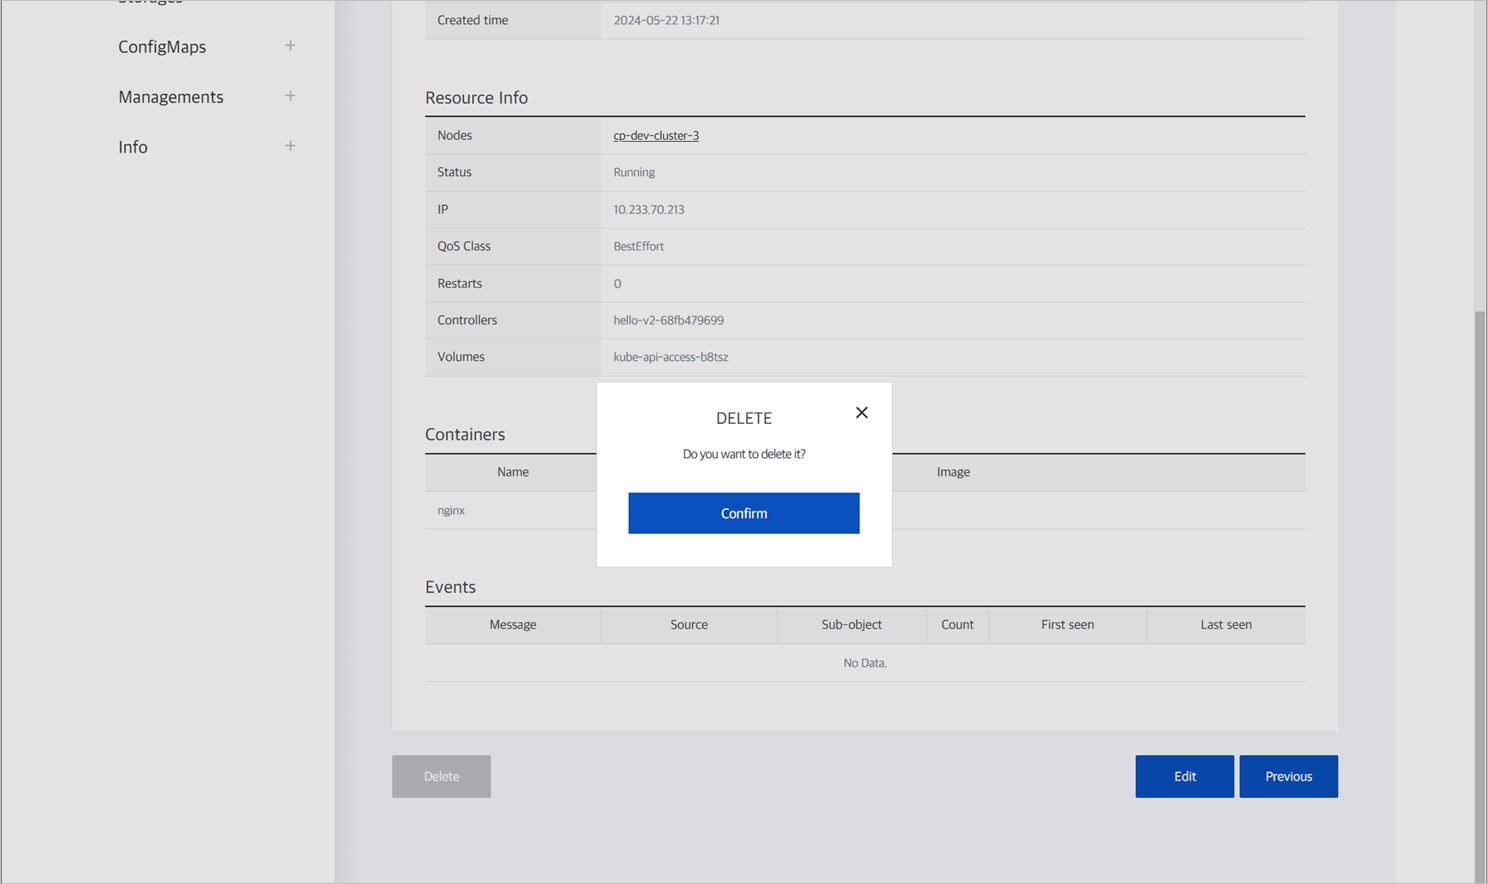 Storages
ConfigMaps +
Managements +
Info +
Created time 2024-05-22 13:17:21
Resource Info
Nodes cp-dev-cluster-3
Status Running
IP 10.233.70.213
QoS Class BestEffort
Restarts 0
Controllers hello-v2-68fb479699
Volumes kube-api-access-b8tsz
Containers
Name Image
nginx
DELETE
Do you want to delete it?
Confirm
Events
Message Source Sub-object Count First seen Last seen
No Data.
Delete Edit Previous